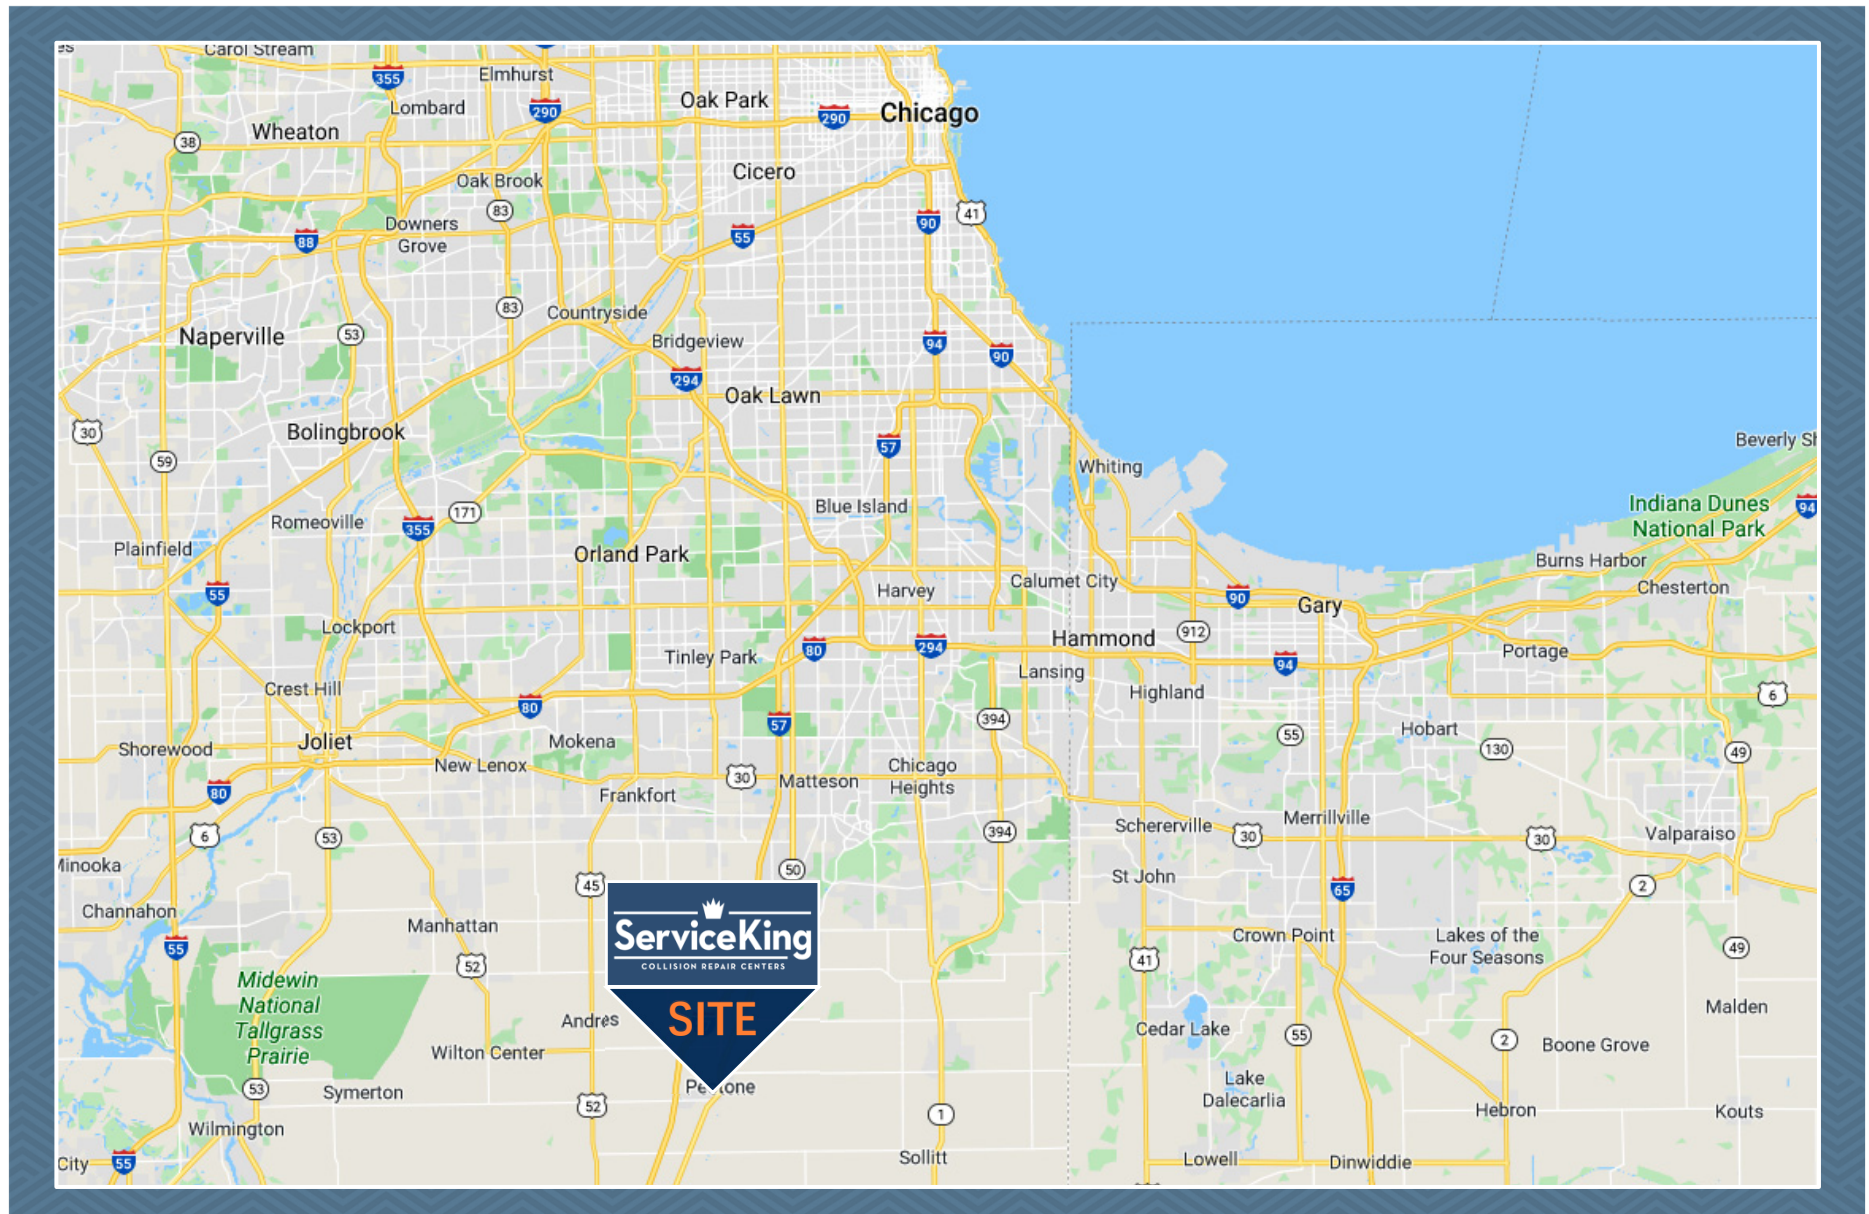 Carol Stream
355
Elmhurst
290
Lombard
Oak Park
290
Chicago
Wheaton
38
Cicero
Oak Brook
83
41
90
Downers
Grove
88
55
83
Countryside
Naperville
53
Bridgeview
94
90
294
Oak Lawn
30
Bolingbrook
59
57
Whiting
Beverly Sh
171
Blue Island
Indiana Dunes
National Park
94
Romeoville
355
Plainfield
Orland Park
Burns Harbor
55
Harvey
Calumet City
90
Gary
Chesterton
Lockport
Hammond
912
80
294
Tinley Park
Lansing
94
Portage
Crest Hill
Highland
6
80
57
394
Joliet
Shorewood
Mokena
55
Hobart
130
49
New Lenox
30
Matteson
Chicago
Heights
80
Frankfort
6
53
394
Schererville
30
Merrillville
30
Valparaiso
Minooka
50
St John
45
65
2
Channahon
Manhattan
ServiceKing
COLLISION REPAIR CENTERS
SITE
Crown Point
Lakes of the
Four Seasons
49
55
52
41
Midewin
National
Tallgrass
Prairie
Andres
Cedar Lake
55
2
Boone Grove
Malden
Wilton Center
53
Symerton
Lake
Dalecarlia
52
1
Hebron
Kouts
Wilmington
City
55
Sollitt
Lowell
Dinwiddie